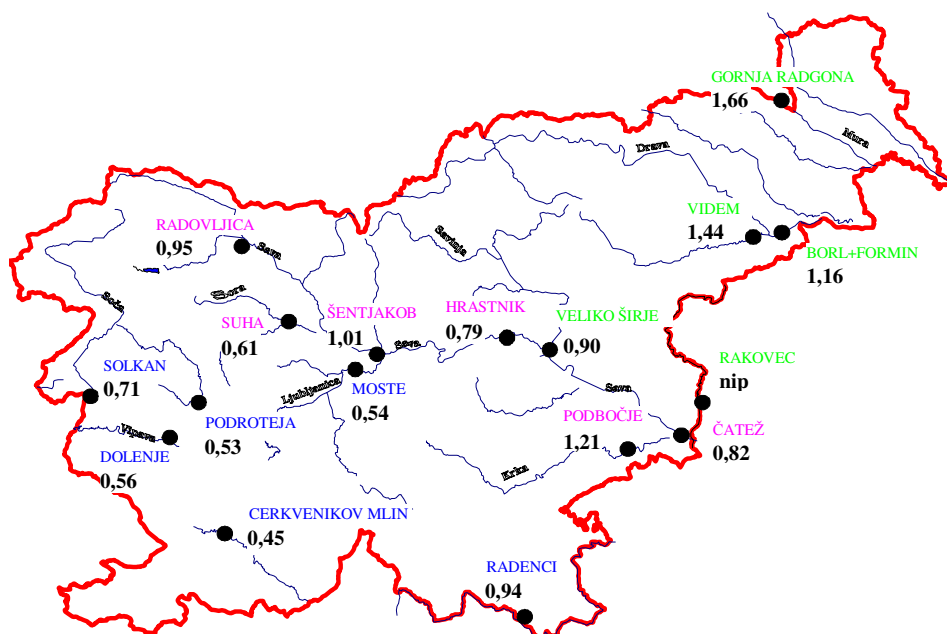 GORNJA RADGONA
1,66
Mura
Drava
VIDEM
1,44
BORL+FORMIN
1,16
RADOVLJICA
0,95
Sava
Savinja
Soča
Sora
SUHA
0,61
ŠENTJAKOB
1,01
Sava
HRASTNIK
0,79
VELIKO ŠIRJE
0,90
SOLKAN
0,71
Ljubljanica
MOSTE
0,54
Sava
RAKOVEC
nip
PODROTEJA
0,53
Vipava
DOLENJE
0,56
PODBOČJE
1,21
ČATEŽ
0,82
Krka
CERKVENIKOV MLIN
0,45
RADENCI
0,94